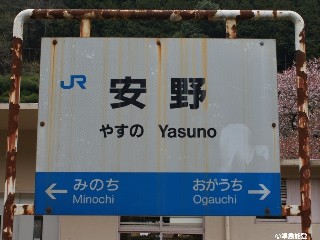 JR
安野
やすの Yasuno
← みのち おがうち →
Minochi Ogauchi